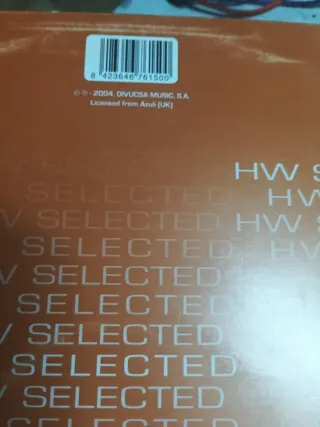 8 423646 761500
© ℗ - 2004, DIVUCSA MUSIC, S.A.
Licensed from Azuli (UK)
HW S
SELECTED HW
W SELECTED HW S
SELECTED HW
W SELECTED
SELECTED
W SELECTED
SELECTED
W SELECTED
SELECTED